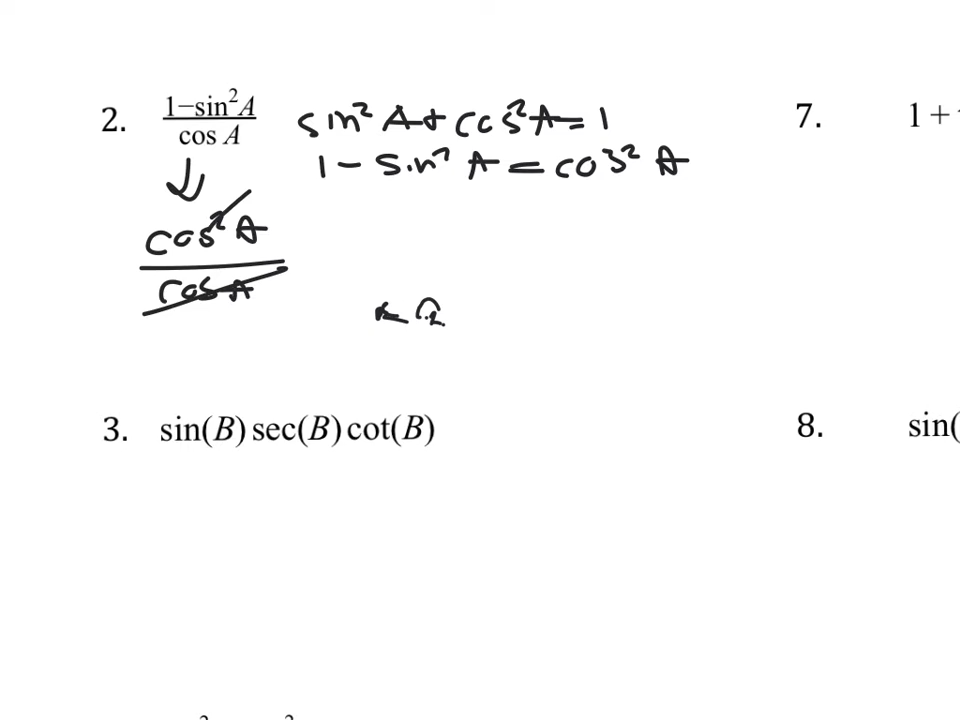 2. 1−sin²A / cos A sin² A + cos² A = 1 7. 1 +
1 − sin² A = cos² A
cos² A
cos A
3. sin(B) sec(B) cot(B) 8. sin(